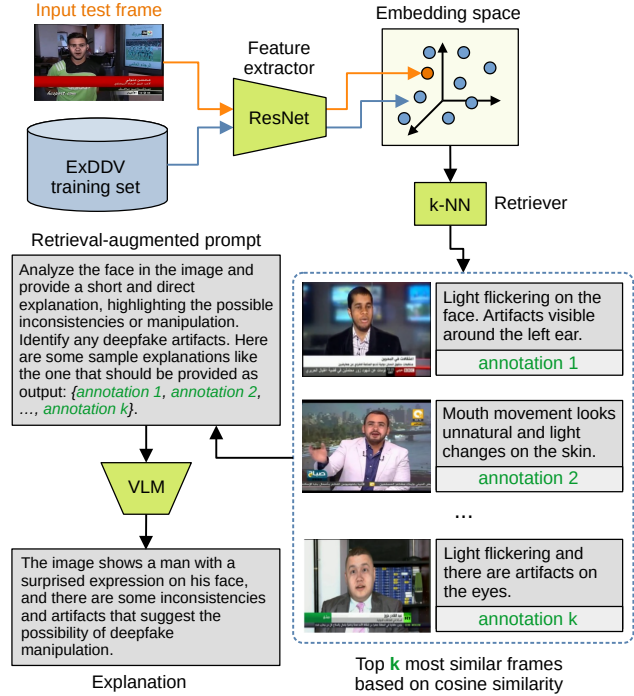 Input test frame
Embedding space
Feature
extractor
ResNet
ExDDV
training set
k-NN
Retriever
Retrieval-augmented prompt
Analyze the face in the image and
provide a short and direct
explanation, highlighting the possible
inconsistencies or manipulation.
Identify any deepfake artifacts. Here
are some sample explanations like
the one that should be provided as
output: {annotation 1, annotation 2,
…, annotation k}.
Light flickering on the
face. Artifacts visible
around the left ear.
annotation 1
Mouth movement looks
unnatural and light
changes on the skin.
annotation 2
صباح
...
VLM
Light flickering and
there are artifacts on
the eyes.
annotation k
The image shows a man with a
surprised expression on his face,
and there are some inconsistencies
and artifacts that suggest the
possibility of deepfake
manipulation.
Explanation
Top k most similar frames
based on cosine similarity